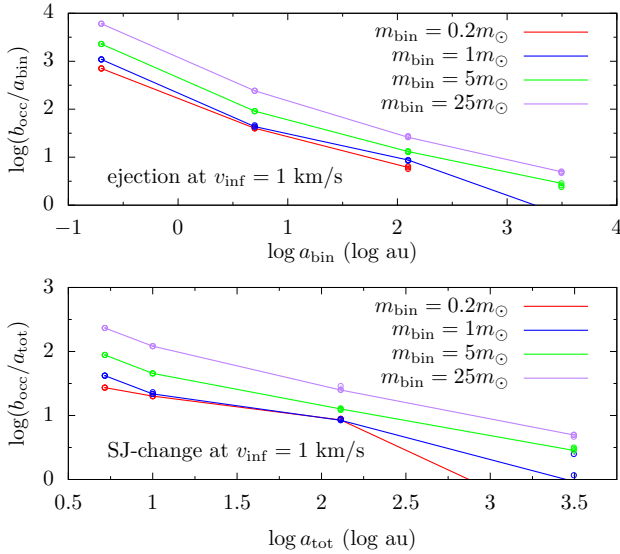 4
3
2
1
0
log(b_occ/a_bin)
m_bin = 0.2m_⊙
m_bin = 1m_⊙
m_bin = 5m_⊙
m_bin = 25m_⊙
ejection at v_inf = 1 km/s
−1 0 1 2 3 4
log a_bin (log au)
3
2
1
0
log(b_occ/a_tot)
m_bin = 0.2m_⊙
m_bin = 1m_⊙
m_bin = 5m_⊙
m_bin = 25m_⊙
SJ-change at v_inf = 1 km/s
0.5 1 1.5 2 2.5 3 3.5
log a_tot (log au)